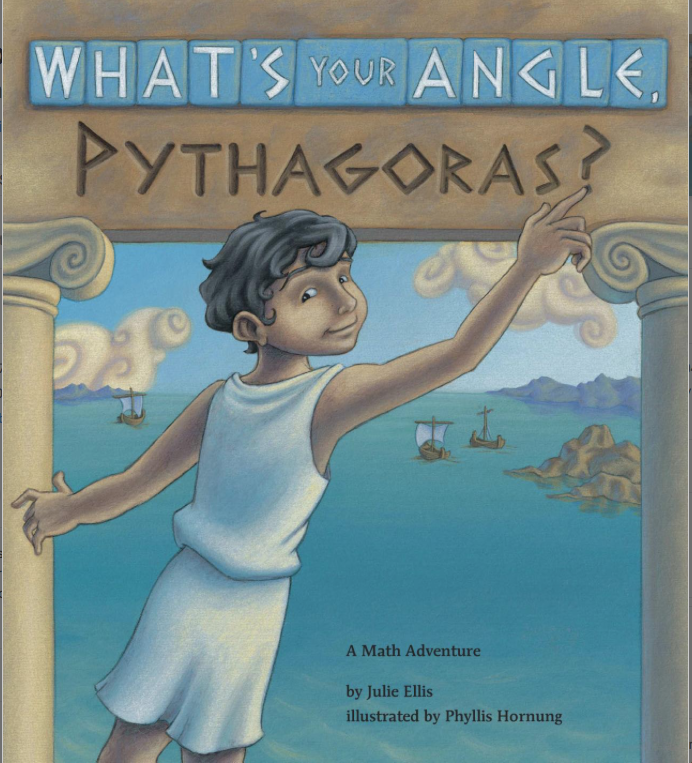 WHAT'S YOUR ANGLE,
PYTHAGORAS?
A Math Adventure
by Julie Ellis
illustrated by Phyllis Hornung